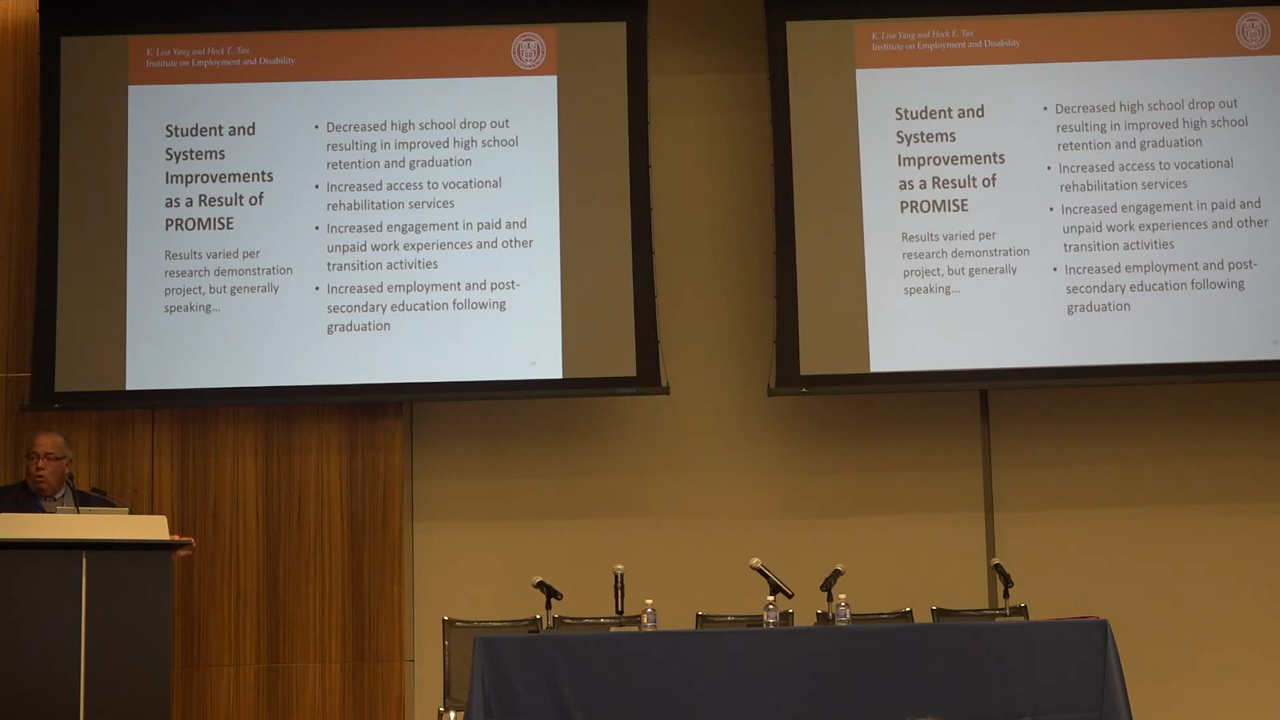 K. Lisa Yang and Hock E. Tan
Institute on Employment and Disability
Student and
Systems
Improvements
as a Result of
PROMISE
Results varied per
research demonstration
project, but generally
speaking...
• Decreased high school drop out
resulting in improved high school
retention and graduation
• Increased access to vocational
rehabilitation services
• Increased engagement in paid and
unpaid work experiences and other
transition activities
• Increased employment and post-
secondary education following
graduation
K. Lisa Yang and Hock E. Tan
Institute on Employment and Disability
Student and
Systems
Improvements
as a Result of
PROMISE
Results varied per
research demonstration
project, but generally
speaking...
• Decreased high school drop out
resulting in improved high school
retention and graduation
• Increased access to vocational
rehabilitation services
• Increased engagement in paid and
unpaid work experiences and other
transition activities
• Increased employment and post-
secondary education following
graduation